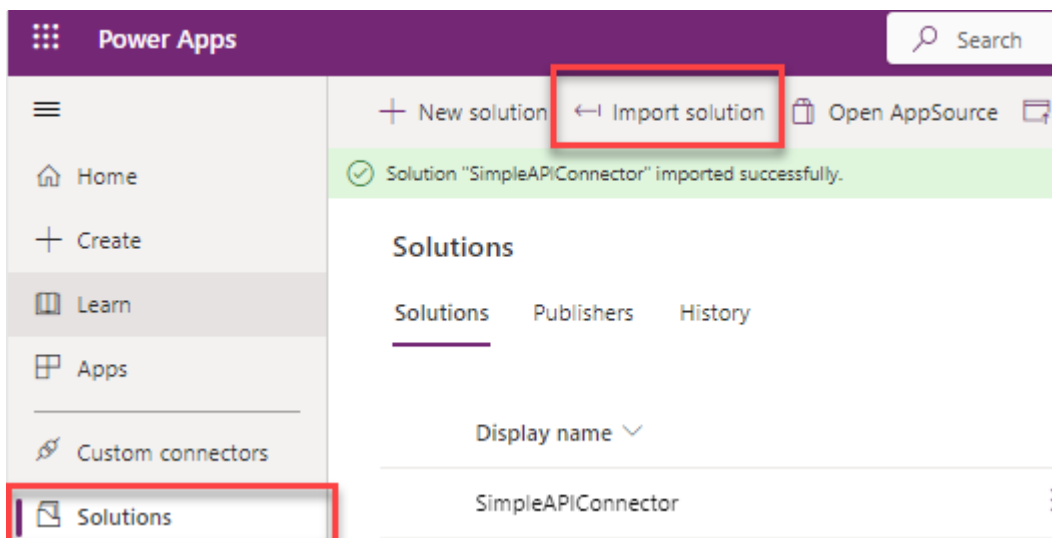 Power Apps
Search
New solution
Import solution
Open AppSource
Solution "SimpleAPIConnector" imported successfully.
Home
Create
Learn
Apps
Custom connectors
Solutions
Solutions
Solutions
Publishers
History
Display name
SimpleAPIConnector